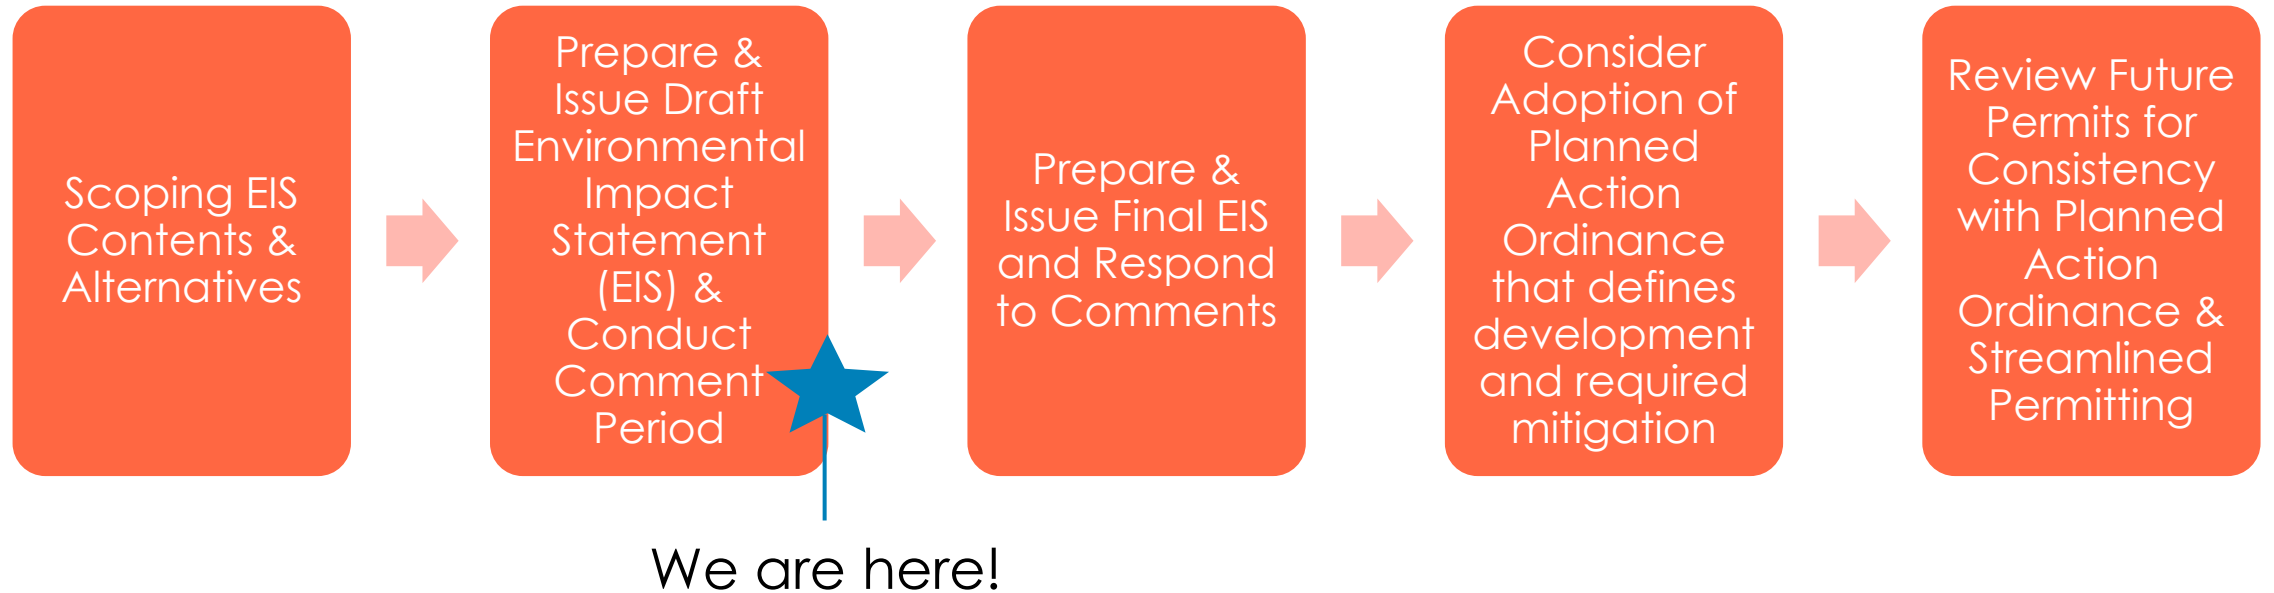 Scoping EIS
Contents &
Alternatives
Prepare &
Issue Draft
Environmental
Impact
Statement
(EIS) &
Conduct
Comment
Period
Prepare &
Issue Final EIS
and Respond
to Comments
Consider
Adoption of
Planned
Action
Ordinance
that defines
development
and required
mitigation
Review Future
Permits for
Consistency
with Planned
Action
Ordinance &
Streamlined
Permitting
We are here!